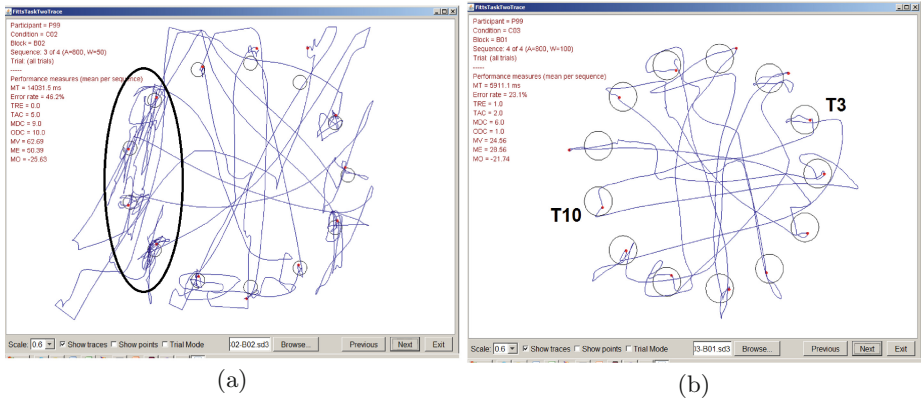 FittsTaskTwoTrace
Participant = P99
Condition = C02
Block = B02
Sequence: 3 of 4 (A=800, W=50)
Trial: (all trials)
-----
Performance measures (mean per sequence)
MT = 14031.5 ms
Error rate = 46.2%
TRE = 0.0
TAC = 5.0
MDC = 9.0
ODC = 10.0
MV = 62.69
ME = 50.39
MO = -25.63
Scale: 0.6 Show traces Show points Trial Mode 02-B02.sd3 Browse... Previous Next Exit
(a)
FittsTaskTwoTrace
Participant = P99
Condition = C03
Block = B01
Sequence: 4 of 4 (A=800, W=100)
Trial: (all trials)
-----
Performance measures (mean per sequence)
MT = 5911.1 ms
Error rate = 23.1%
TRE = 1.0
TAC = 2.0
MDC = 6.0
ODC = 1.0
MV = 24.56
ME = 28.56
MO = -21.74
T3
T10
Scale: 0.6 Show traces Show points Trial Mode 03-B01.sd3 Browse... Previous Next Exit
(b)